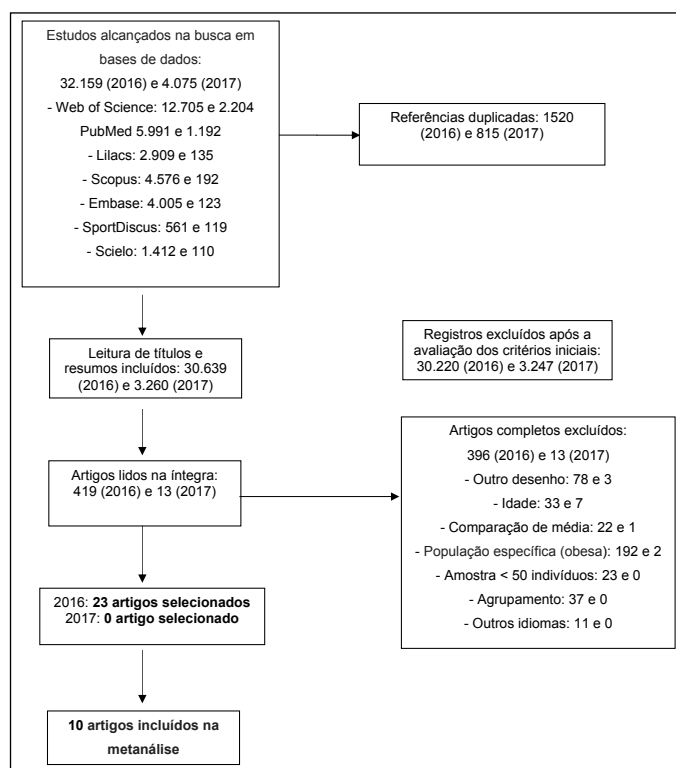 Estudos alcançados na busca em
bases de dados:
32.159 (2016) e 4.075 (2017)
- Web of Science: 12.705 e 2.204
PubMed 5.991 e 1.192
- Lilacs: 2.909 e 135
- Scopus: 4.576 e 192
- Embase: 4.005 e 123
- SportDiscus: 561 e 119
- Scielo: 1.412 e 110
Referências duplicadas: 1520
(2016) e 815 (2017)
Leitura de títulos e
resumos incluídos: 30.639
(2016) e 3.260 (2017)
Registros excluídos após a
avaliação dos critérios iniciais:
30.220 (2016) e 3.247 (2017)
Artigos lidos na íntegra:
419 (2016) e 13 (2017)
Artigos completos excluídos:
396 (2016) e 13 (2017)
- Outro desenho: 78 e 3
- Idade: 33 e 7
- Comparação de média: 22 e 1
- População específica (obesa): 192 e 2
- Amostra < 50 indivíduos: 23 e 0
- Agrupamento: 37 e 0
- Outros idiomas: 11 e 0
2016: 23 artigos selecionados
2017: 0 artigo selecionado
10 artigos incluídos na
metanálise